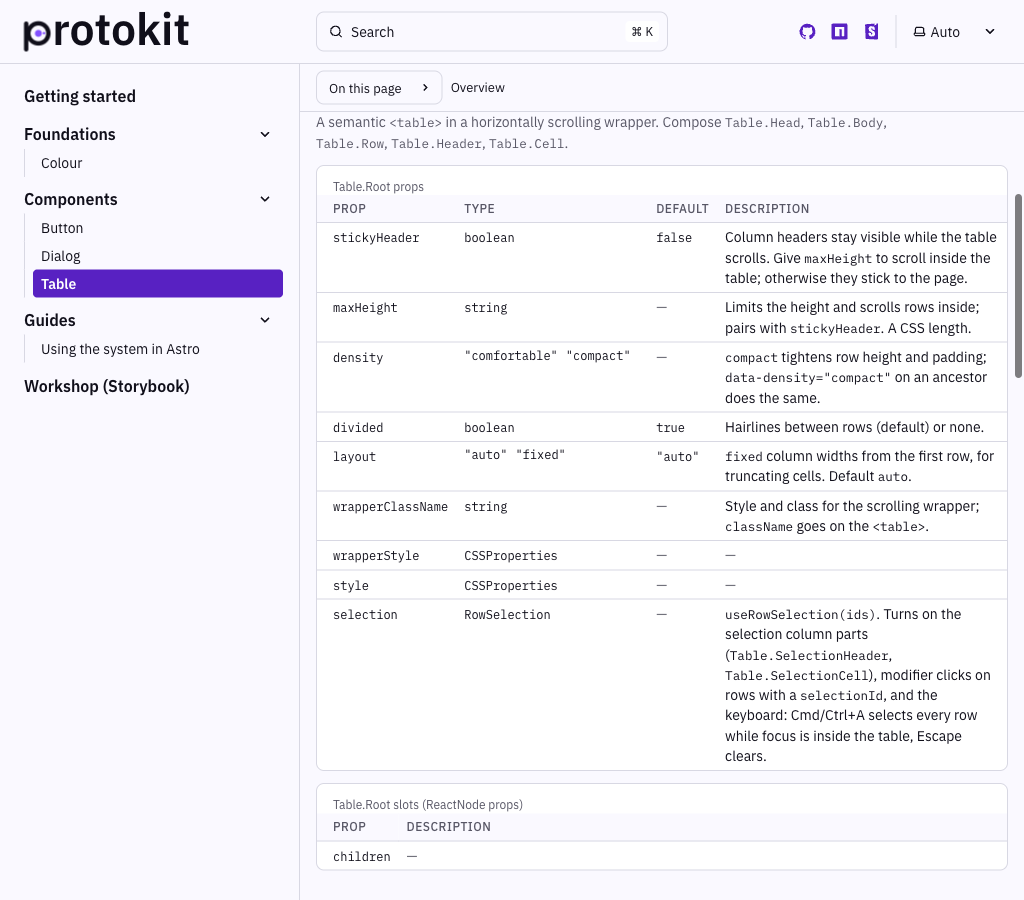 protokit
Search
⌘ K
Auto
Getting started
Foundations
Colour
Components
Button
Dialog
Table
Guides
Using the system in Astro
Workshop (Storybook)
On this page
Overview
A semantic <table> in a horizontally scrolling wrapper. Compose Table.Head, Table.Body,
Table.Row, Table.Header, Table.Cell.
Table.Root props
PROP TYPE DEFAULT DESCRIPTION
stickyHeader boolean false Column headers stay visible while the table
scrolls. Give maxHeight to scroll inside the
table; otherwise they stick to the page.
maxHeight string — Limits the height and scrolls rows inside;
pairs with stickyHeader. A CSS length.
density "comfortable" "compact" — compact tightens row height and padding;
data-density="compact" on an ancestor
does the same.
divided boolean true Hairlines between rows (default) or none.
layout "auto" "fixed" "auto" fixed column widths from the first row, for
truncating cells. Default auto.
wrapperClassName string — Style and class for the scrolling wrapper;
className goes on the <table>.
wrapperStyle CSSProperties — —
style CSSProperties — —
selection RowSelection — useRowSelection(ids). Turns on the
selection column parts
(Table.SelectionHeader,
Table.SelectionCell), modifier clicks on
rows with a selectionId, and the
keyboard: Cmd/Ctrl+A selects every row
while focus is inside the table, Escape
clears.
Table.Root slots (ReactNode props)
PROP DESCRIPTION
children —